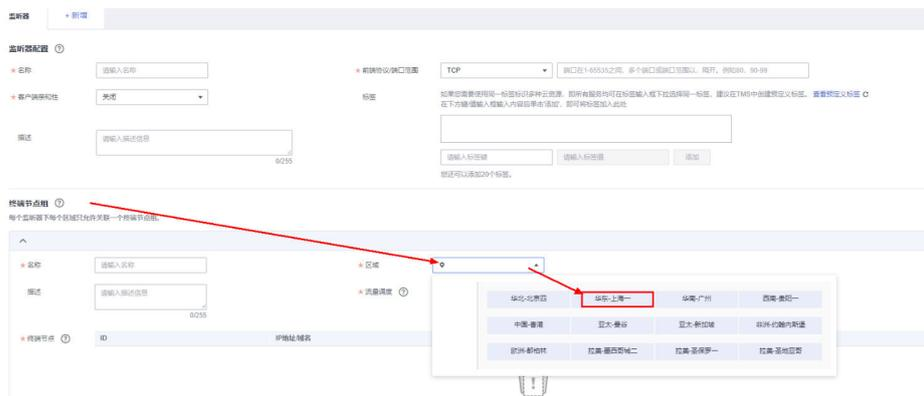 监听器 + 新增
监听器配置 ?
* 名称 请输入名称 * 前端协议/端口范围 TCP 端口在1-65535之间，多个端口或端口范围以，隔开。例如80，90-99
* 客户端亲和性 关闭 标签 如果您需要使用同一标签标识多种云资源，即所有服务均可在标签输入框下拉选择同一标签，建议在TMS中创建预定义标签。 查看预定义标签
在下方键/值输入框输入内容后单击'添加'，即可将标签加入此处
描述 请输入描述信息
0/255
请输入标签键 请输入标签值 添加
您还可以添加20个标签。
终端节点组 ?
每个监听器下每个区域只允许关联一个终端节点组。
* 名称 请输入名称 * 区域
描述 请输入描述信息 * 流量调度 ?
0/255
华北-北京四 华东-上海一 华南-广州 西南-贵阳一
中国-香港 亚太-曼谷 亚太-新加坡 非洲-约翰内斯堡
欧洲-都柏林 拉美-墨西哥城二 拉美-圣保罗一 拉美-圣地亚哥
* 终端节点 ? ID IP地址/域名